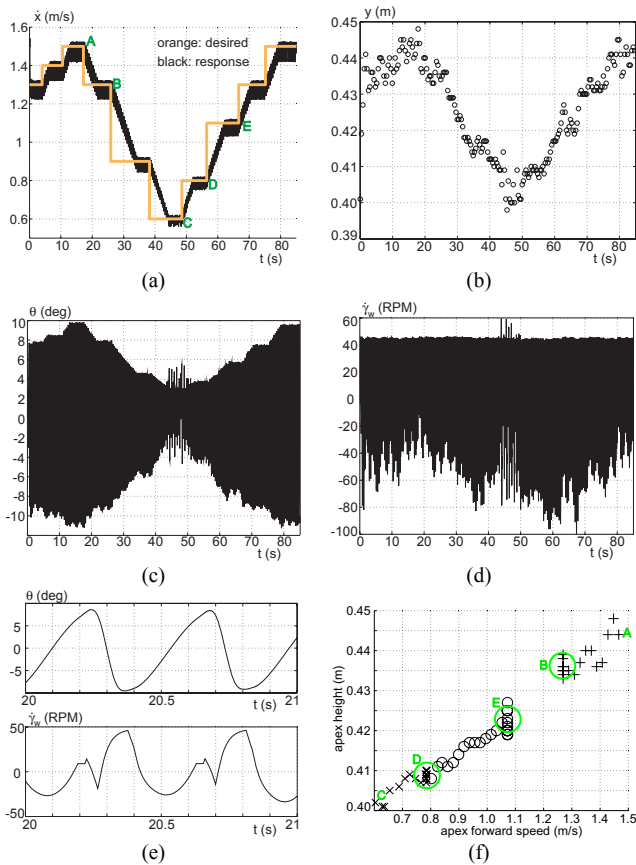 ẋ (m/s)
1.6
1.4
1.2
1
0.8
0.6
0 10 20 30 40 50 60 70 80
t (s)
A
B
C
D
E
orange: desired
black: response
(a)
y (m)
0.45
0.44
0.43
0.42
0.41
0.40
0.39
0 10 20 30 40 50 60 70 80
t (s)
(b)
θ (deg)
10
8
6
4
2
0
-2
-4
-6
-8
-10
0 10 20 30 40 50 60 70 80
t (s)
(c)
γ̇w (RPM)
60
40
20
0
-20
-40
-60
-80
-100
0 10 20 30 40 50 60 70 80
t (s)
(d)
θ (deg)
5
0
-5
20 20.5 21
t (s)
γ̇w (RPM)
50
0
-50
20 20.5 21
t (s)
(e)
apex height (m)
0.45
0.44
0.43
0.42
0.41
0.40
0.6 0.7 0.8 0.9 1.0 1.1 1.2 1.3 1.4 1.5
apex forward speed (m/s)
A
B
E
D
C
(f)